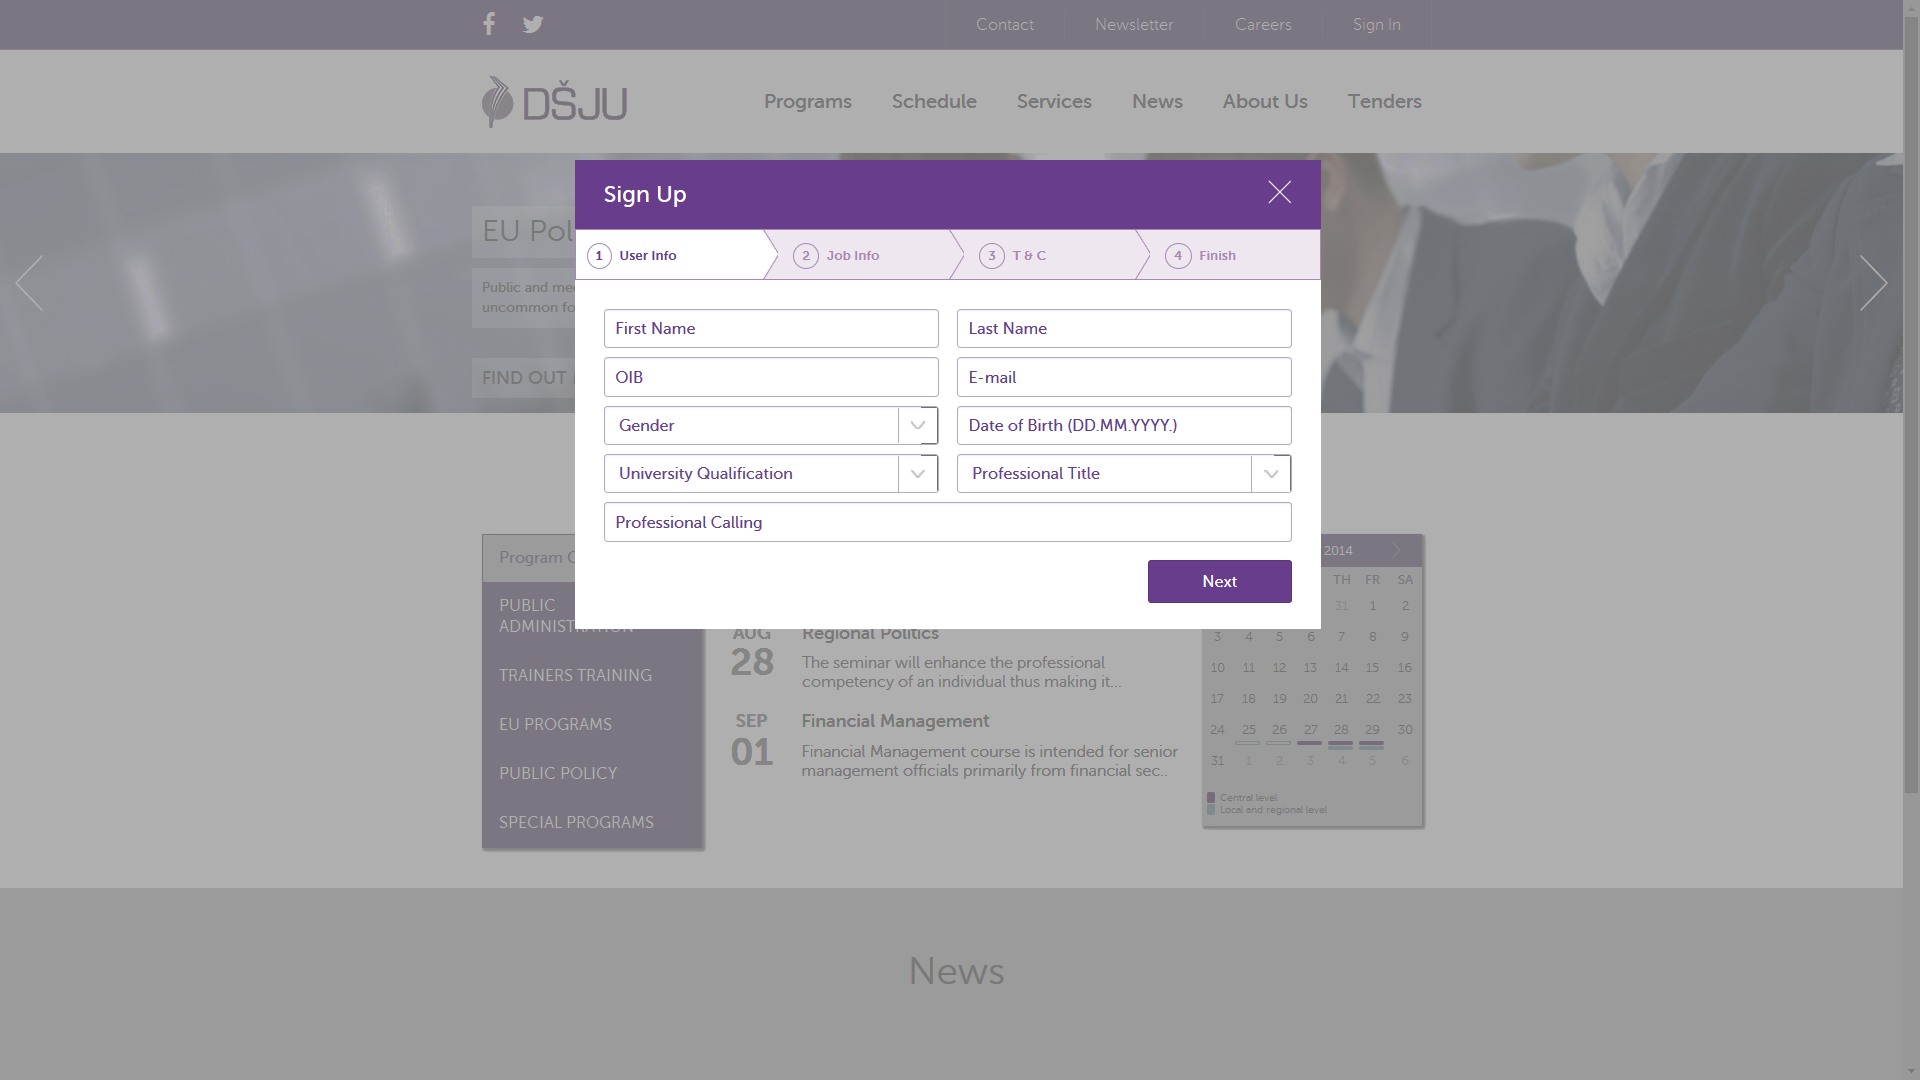 Contact Newsletter Careers Sign In
DŠJU Programs Schedule Services News About Us Tenders
Sign Up
1 User Info 2 Job Info 3 T & C 4 Finish
EU Pol
Public and me
uncommon fo
FIND OUT
First Name Last Name
OIB E-mail
Gender Date of Birth (DD.MM.YYYY.)
University Qualification Professional Title
Professional Calling
Next
Program
PUBLIC
ADMINISTRATION
TRAINERS TRAINING
EU PROGRAMS
PUBLIC POLICY
SPECIAL PROGRAMS
AUG
28
Regional Politics
The seminar will enhance the professional
competency of an individual thus making it...
SEP
01
Financial Management
Financial Management course is intended for senior
management officials primarily from financial sec..
2014
TH FR SA
31 1 2
3 4 5 6 7 8 9
10 11 12 13 14 15 16
17 18 19 20 21 22 23
24 25 26 27 28 29 30
31 1 2 3 4 5 6
Central level
Local and regional level
News